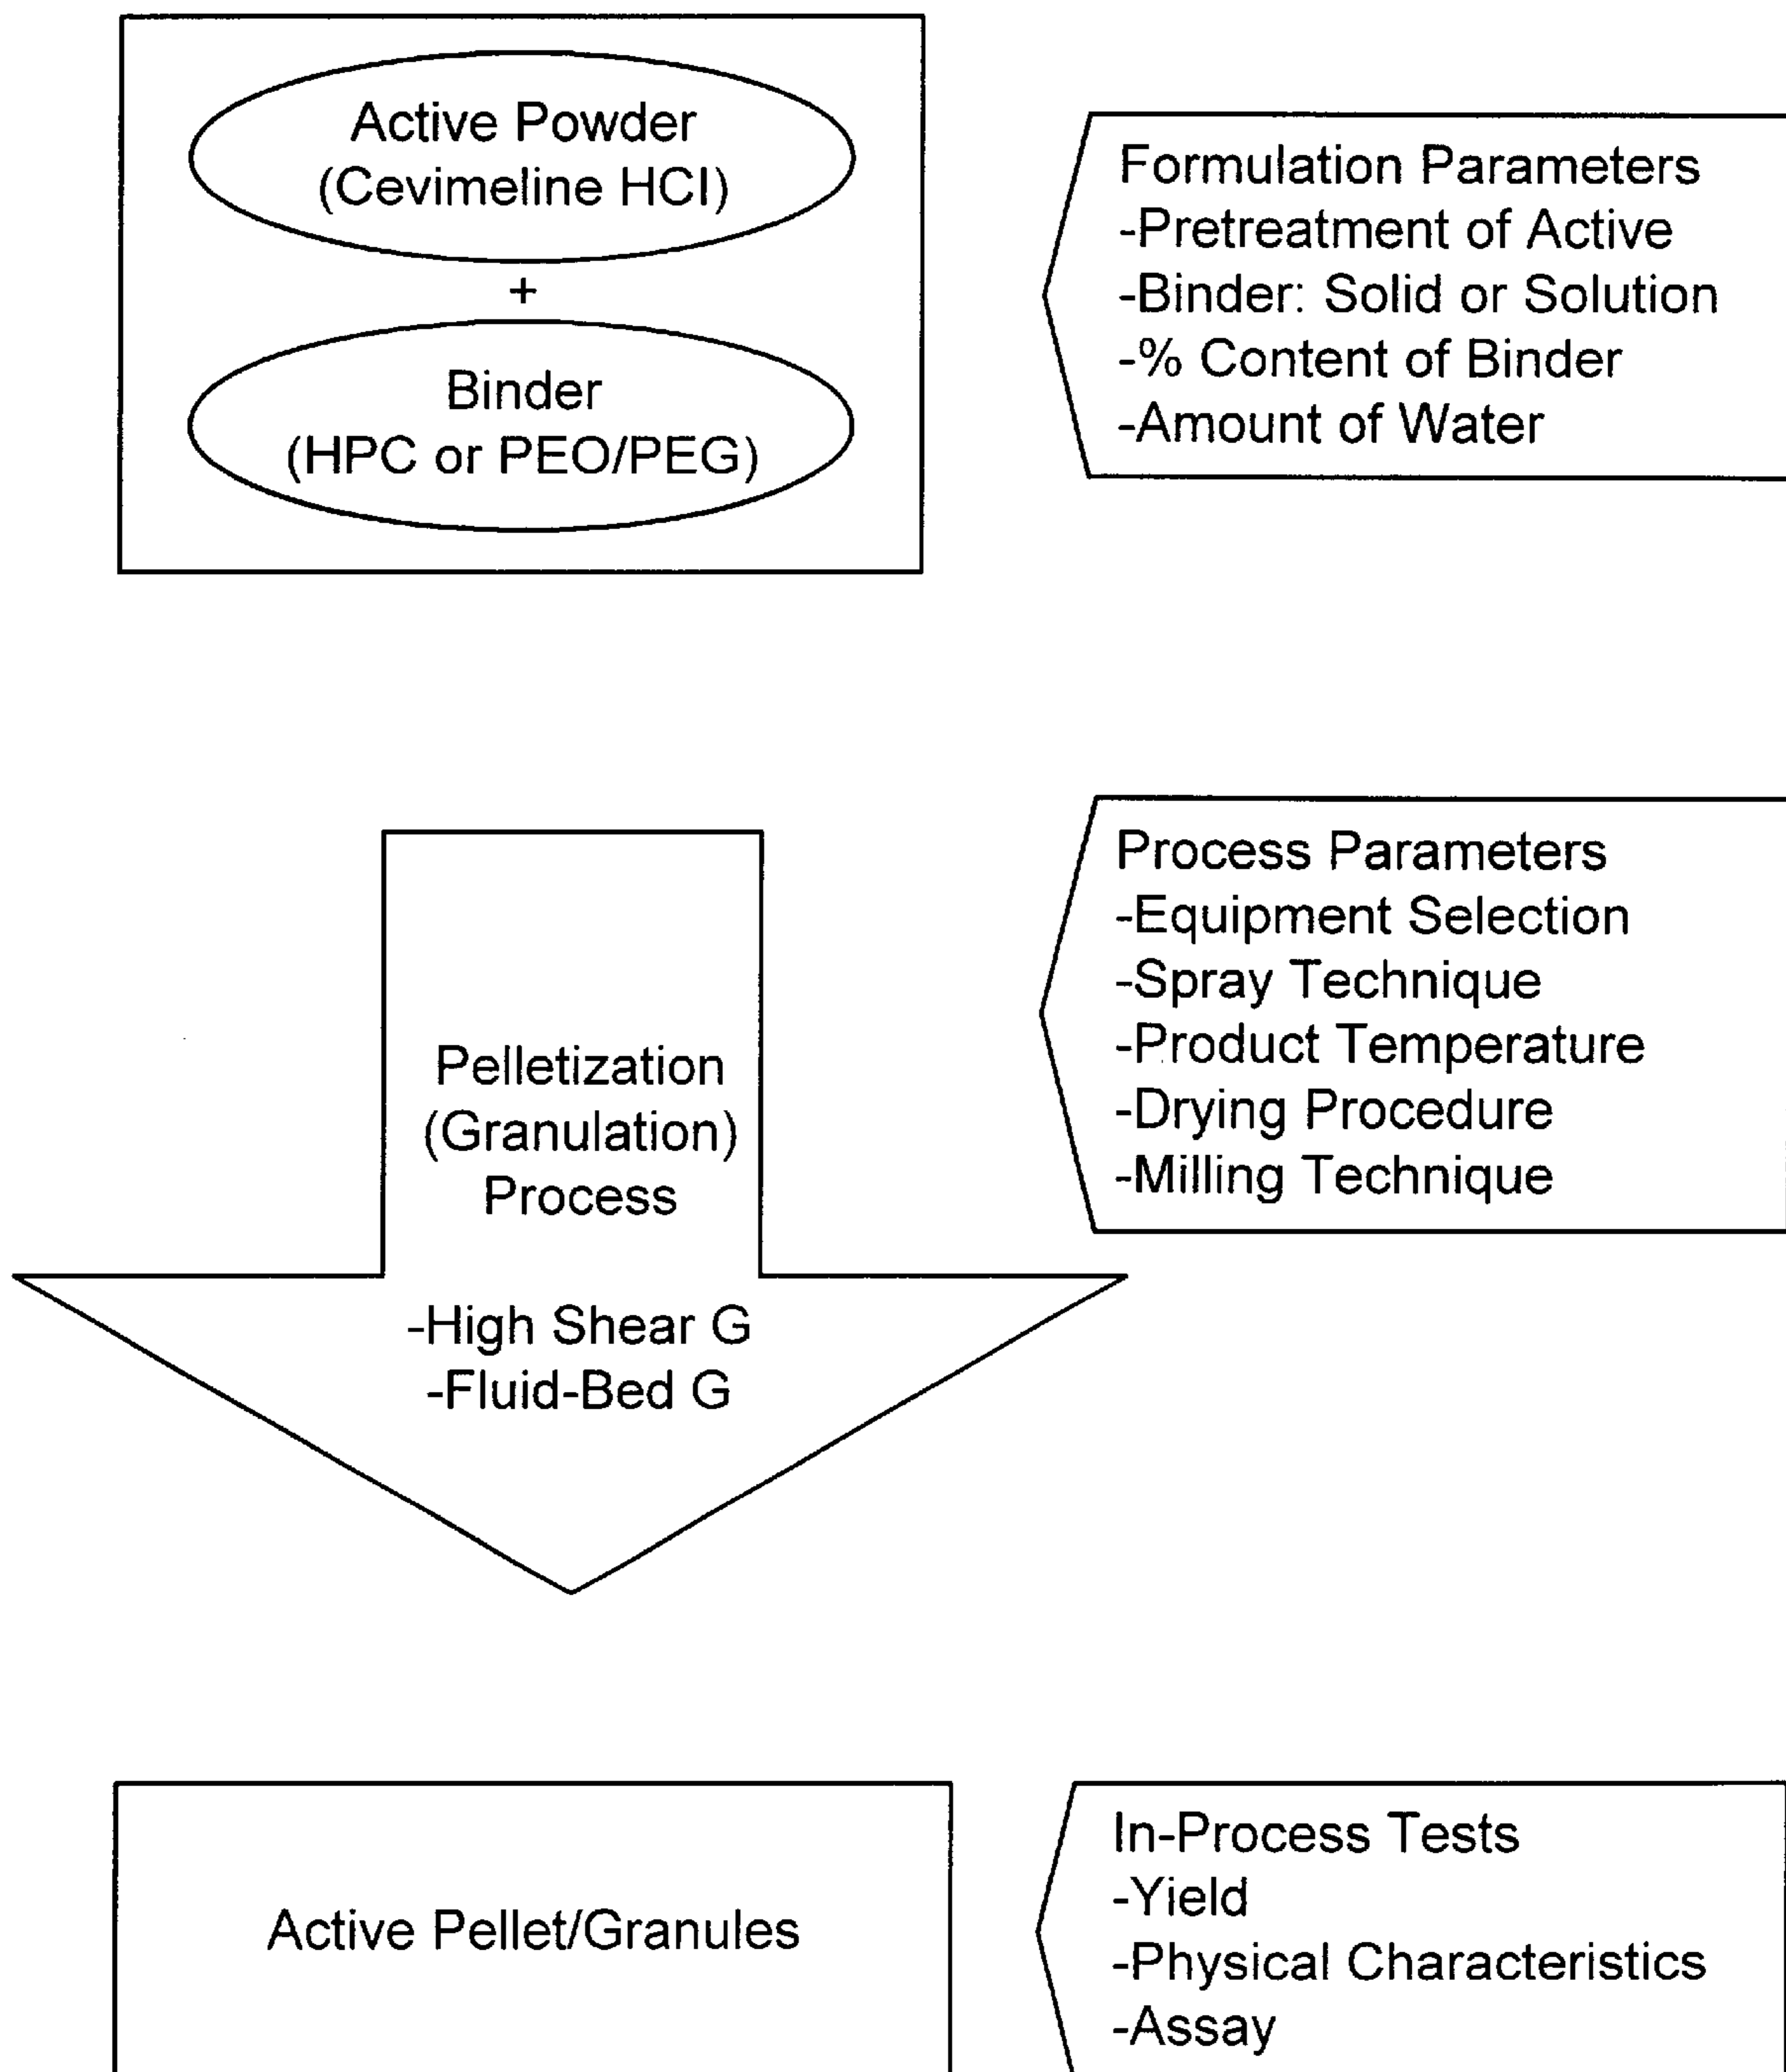 Active Powder
(Cevimeline HCl)
+
Binder
(HPC or PEO/PEG)
Formulation Parameters
-Pretreatment of Active
-Binder: Solid or Solution
-% Content of Binder
-Amount of Water
Pelletization
(Granulation)
Process
-High Shear G
-Fluid-Bed G
Process Parameters
-Equipment Selection
-Spray Technique
-Product Temperature
-Drying Procedure
-Milling Technique
Active Pellet/Granules
In-Process Tests
-Yield
-Physical Characteristics
-Assay